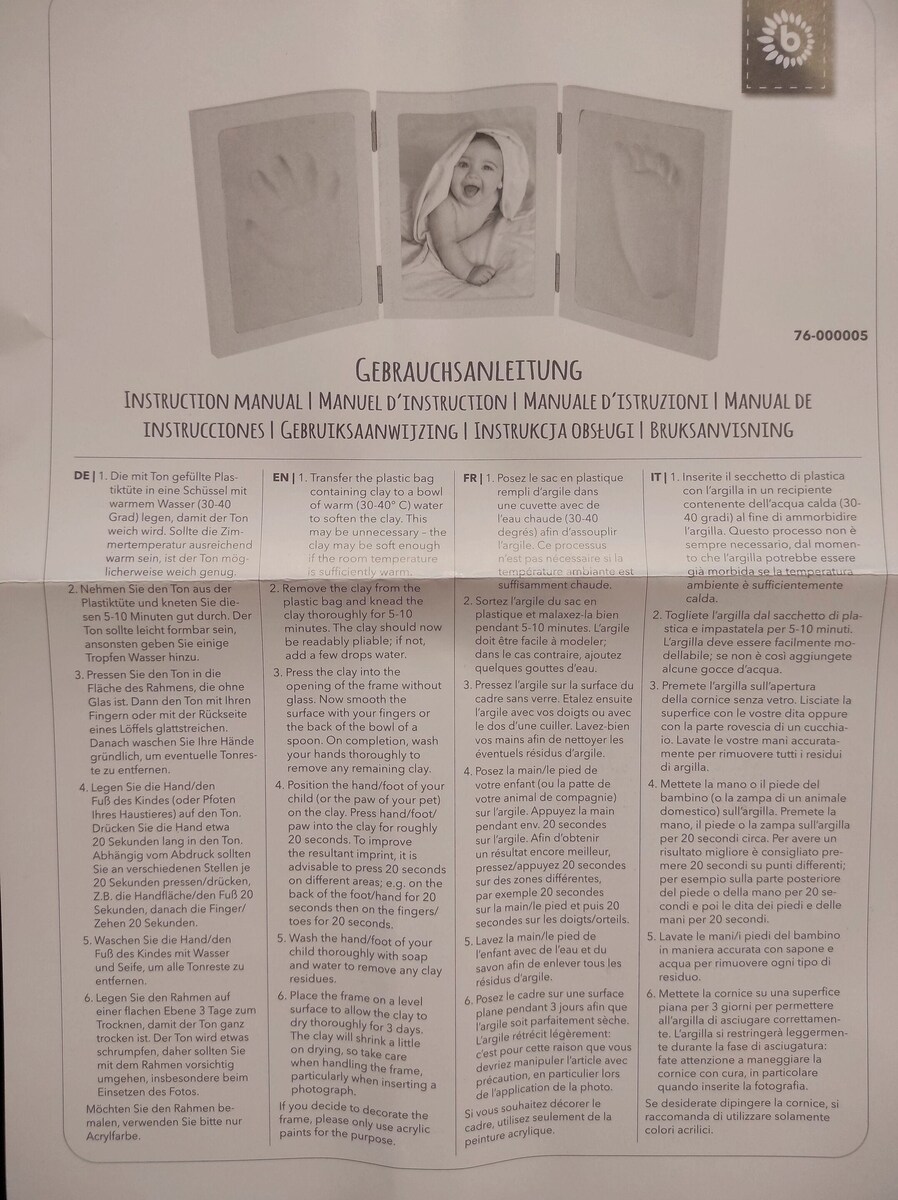 b
76-000005
GEBRAUCHSANLEITUNG
INSTRUCTION MANUAL | MANUEL D'INSTRUCTION | MANUALE D'ISTRUZIONI | MANUAL DE
INSTRUCCIONES | GEBRUIKSAANWIJZING | INSTRUKCJA OBSŁUGI | BRUKSANVISNING
DE | 1. Die mit Ton gefüllte Plas-
tiktüte in eine Schüssel mit
warmem Wasser (30-40
Grad) legen, damit der Ton
weich wird. Sollte die Zim-
mertemperatur ausreichend
warm sein, ist der Ton mög-
licherweise weich genug.
2. Nehmen Sie den Ton aus der
Plastiktüte und kneten Sie die-
sen 5-10 Minuten gut durch. Der
Ton sollte leicht formbar sein,
ansonsten geben Sie einige
Tropfen Wasser hinzu.
3. Pressen Sie den Ton in die
Fläche des Rahmens, die ohne
Glas ist. Dann den Ton mit Ihren
Fingern oder mit der Rückseite
eines Löffels glattstreichen.
Danach waschen Sie Ihre Hände
gründlich, um eventuelle Tonres-
te zu entfernen.
4. Legen Sie die Hand/den
Fuß des Kindes (oder Pfoten
Ihres Haustieres) auf den Ton.
Drücken Sie die Hand etwa
20 Sekunden lang in den Ton.
Abhängig vom Abdruck sollten
Sie an verschiedenen Stellen je
20 Sekunden pressen/drücken,
Z.B. die Handfläche/den Fuß 20
Sekunden, danach die Finger/
Zehen 20 Sekunden.
5. Waschen Sie die Hand/den
Fuß des Kindes mit Wasser
und Seife, um alle Tonreste zu
entfernen.
6. Legen Sie den Rahmen auf
einer flachen Ebene 3 Tage zum
Trocknen, damit der Ton ganz
trocken ist. Der Ton wird etwas
schrumpfen, daher sollten Sie
mit dem Rahmen vorsichtig
umgehen, insbesondere beim
Einsetzen des Fotos.
Möchten Sie den Rahmen be-
malen, verwenden Sie bitte nur
Acrylfarbe.
EN | 1. Transfer the plastic bag
containing clay to a bowl
of warm (30-40° C) water
to soften the clay. This
may be unnecessary – the
clay may be soft enough
if the room temperature
is sufficiently warm.
2. Remove the clay from the
plastic bag and knead the
clay thoroughly for 5-10
minutes. The clay should now
be readily pliable; if not,
add a few drops water.
3. Press the clay into the
opening of the frame without
glass. Now smooth the
surface with your fingers or
the back of the bowl of a
spoon. On completion, wash
your hands thoroughly to
remove any remaining clay.
4. Position the hand/foot of your
child (or the paw of your pet)
on the clay. Press hand/foot/
paw into the clay for roughly
20 seconds. To improve
the resultant imprint, it is
advisable to press 20 seconds
on different areas; e.g. on the
back of the foot/hand for 20
seconds then on the fingers/
toes for 20 seconds.
5. Wash the hand/foot of your
child thoroughly with soap
and water to remove any clay
residues.
6. Place the frame on a level
surface to allow the clay to
dry thoroughly for 3 days.
The clay will shrink a little
on drying, so take care
when handling the frame,
particularly when inserting a
photograph.
If you decide to decorate the
frame, please only use acrylic
paints for the purpose.
FR | 1. Posez le sac en plastique
rempli d'argile dans
une cuvette avec de
l'eau chaude (30-40
degrés) afin d'assouplir
l'argile. Ce processus
n'est pas nécessaire si la
température ambiante est
suffisamment chaude.
2. Sortez l'argile du sac en
plastique et malaxez-la bien
pendant 5-10 minutes. L'argile
doit être facile à modeler;
dans le cas contraire, ajoutez
quelques gouttes d'eau.
3. Pressez l'argile sur la surface du
cadre sans verre. Etalez ensuite
l'argile avec vos doigts ou avec
le dos d'une cuiller. Lavez-bien
vos mains afin de nettoyer les
éventuels résidus d'argile.
4. Posez la main/le pied de
votre enfant (ou la patte de
votre animal de compagnie)
sur l'argile. Appuyez la main
pendant env. 20 secondes
sur l'argile. Afin d'obtenir
un résultat encore meilleur,
pressez/appuyez 20 secondes
sur des zones différentes,
par exemple 20 secondes
sur la main/le pied et puis 20
secondes sur les doigts/orteils.
5. Lavez la main/le pied de
l'enfant avec de l'eau et du
savon afin de enlever tous les
résidus d'argile.
6. Posez le cadre sur une surface
plane pendant 3 jours afin que
l'argile soit parfaitement sèche.
L'argile rétrécit légèrement:
c'est pour cette raison que vous
devriez manipuler l'article avec
précaution, en particulier lors
de l'application de la photo.
Si vous souhaitez décorer le
cadre, utilisez seulement de la
peinture acrylique.
IT | 1. Inserite il secchetto di plastica
con l'argilla in un recipiente
contenente dell'acqua calda (30-
40 gradi) al fine di ammorbidire
l'argilla. Questo processo non è
sempre necessario, dal momen-
to che l'argilla potrebbe essere
già morbida se la temperatura
ambiente è sufficientemente
calda.
2. Togliete l'argilla dal sacchetto di pla-
stica e impastatela per 5-10 minuti.
L'argilla deve essere facilmente mo-
dellabile; se non è così aggiungete
alcune gocce d'acqua.
3. Premete l'argilla sull'apertura
della cornice senza vetro. Lisciate la
superfice con le vostre dita oppure
con la parte rovescia di un cucchia-
io. Lavate le vostre mani accurata-
mente per rimuovere tutti i residui
di argilla.
4. Mettete la mano o il piede del
bambino (o la zampa di un animale
domestico) sull'argilla. Premete la
mano, il piede o la zampa sull'argilla
per 20 secondi circa. Per avere un
risultato migliore è consigliato pre-
mere 20 secondi su punti differenti;
per esempio sulla parte posteriore
del piede o della mano per 20 se-
condi e poi le dita dei piedi e delle
mani per 20 secondi.
5. Lavate le mani/i piedi del bambino
in maniera accurata con sapone e
acqua per rimuovere ogni tipo di
residuo.
6. Mettete la cornice su una superfice
piana per 3 giorni per permettere
all'argilla di asciugare correttamen-
te. L'argilla si restringerà leggermen-
te durante la fase di asciugatura:
fate attenzione a maneggiare la
cornice con cura, in particolare
quando inserite la fotografia.
Se desiderate dipingere la cornice, si
raccomanda di utilizzare solamente
colori acrilici.